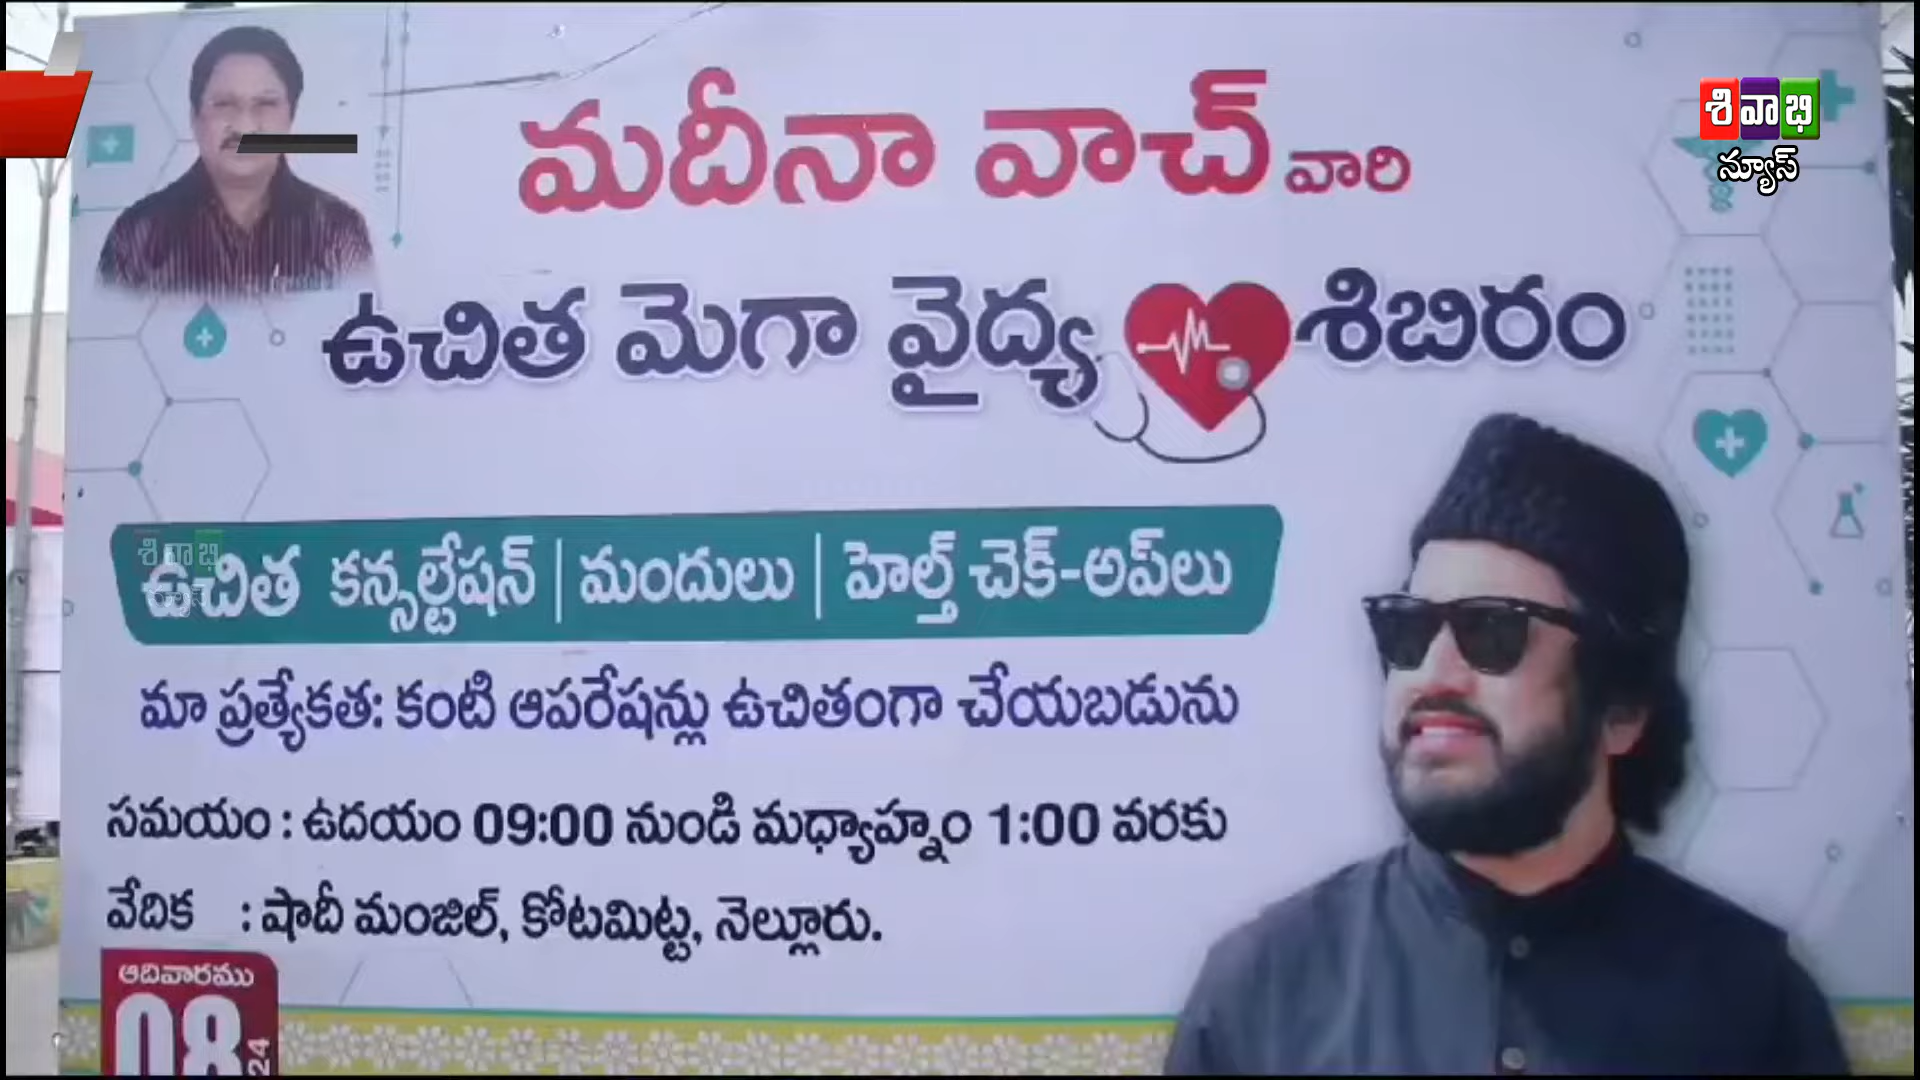 మదీనా వాచ్ వారి
ఉచిత మెగా వైద్య శిబిరం
ఉచిత కన్సల్టేషన్ | మందులు | హెల్త్ చెక్-అప్‌లు
మా ప్రత్యేకత: కంటి ఆపరేషన్లు ఉచితంగా చేయబడును
సమయం : ఉదయం 09:00 నుండి మధ్యాహ్నం 1:00 వరకు
వేదిక : షాదీ మంజిల్, కోటమిట్ట, నెల్లూరు.
ఆదివారము
08
24
శివాభి
న్యూస్
శివాభి
న్యూస్